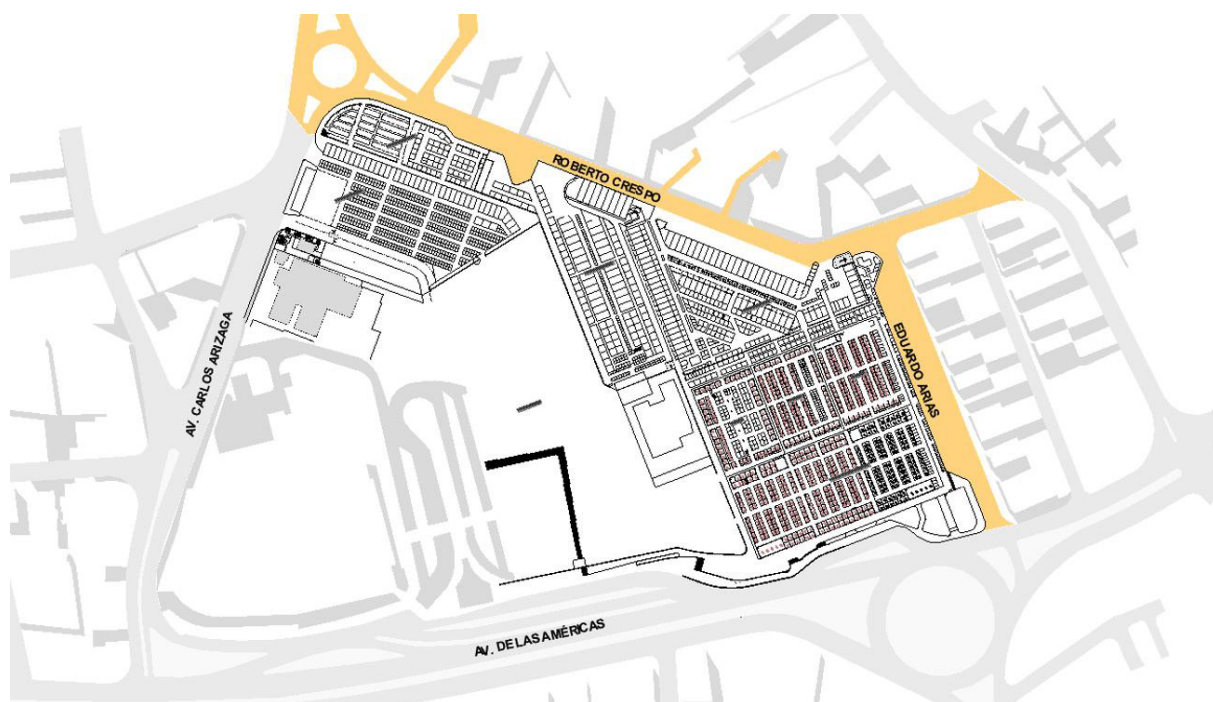 ROBERTO CRESPO
AV. CARLOS ARIZAGA
EDUARDO ARIAS
AV. DE LAS AMÉRICAS